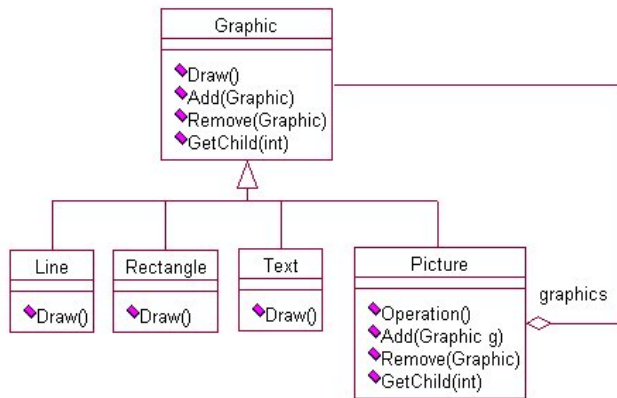 Graphic
Draw()
Add(Graphic)
Remove(Graphic)
GetChild(int)
Line
Draw()
Rectangle
Draw()
Text
Draw()
Picture
Operation()
Add(Graphic g)
Remove(Graphic)
GetChild(int)
graphics